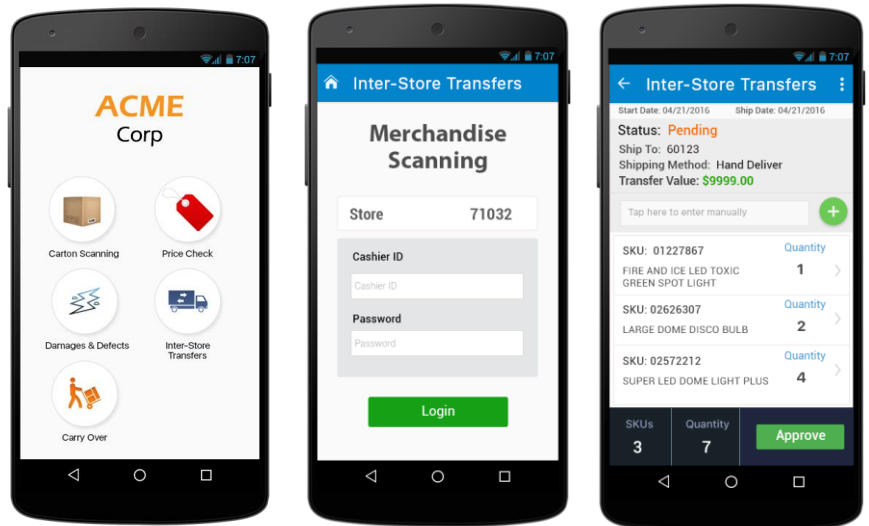 7:07
ACME
Corp
Carton Scanning
Price Check
Damages & Defects
Inter-Store
Transfers
Carry Over
7:07
Inter-Store Transfers
Merchandise
Scanning
Store 71032
Cashier ID
Cashier ID
Password
Password
Login
7:07
Inter-Store Transfers
Start Date: 04/21/2016 Ship Date: 04/21/2016
Status: Pending
Ship To: 60123
Shipping Method: Hand Deliver
Transfer Value: $9999.00
Tap here to enter manually
SKU: 01227867 Quantity
FIRE AND ICE LED TOXIC 1
GREEN SPOT LIGHT
SKU: 02626307 Quantity
LARGE DOME DISCO BULB 2
SKU: 02572212 Quantity
SUPER LED DOME LIGHT PLUS 4
SKUs Quantity
3 7
Approve